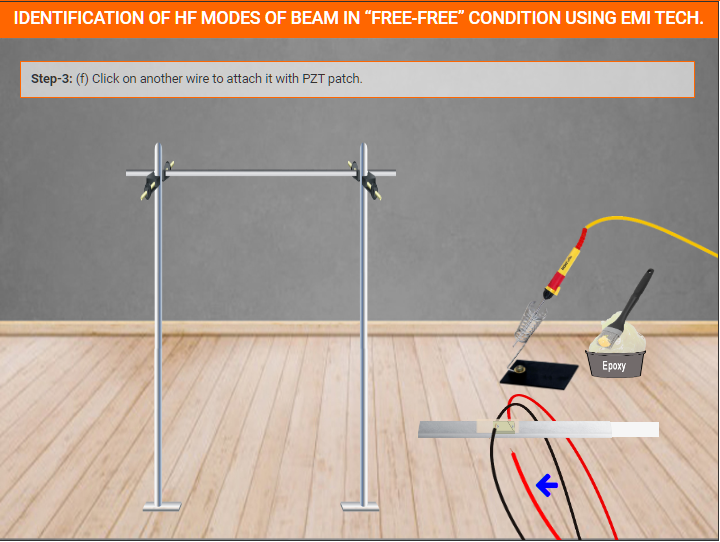 IDENTIFICATION OF HF MODES OF BEAM IN “FREE-FREE” CONDITION USING EMI TECH.
Step-3: (f) Click on another wire to attach it with PZT patch.
Epoxy